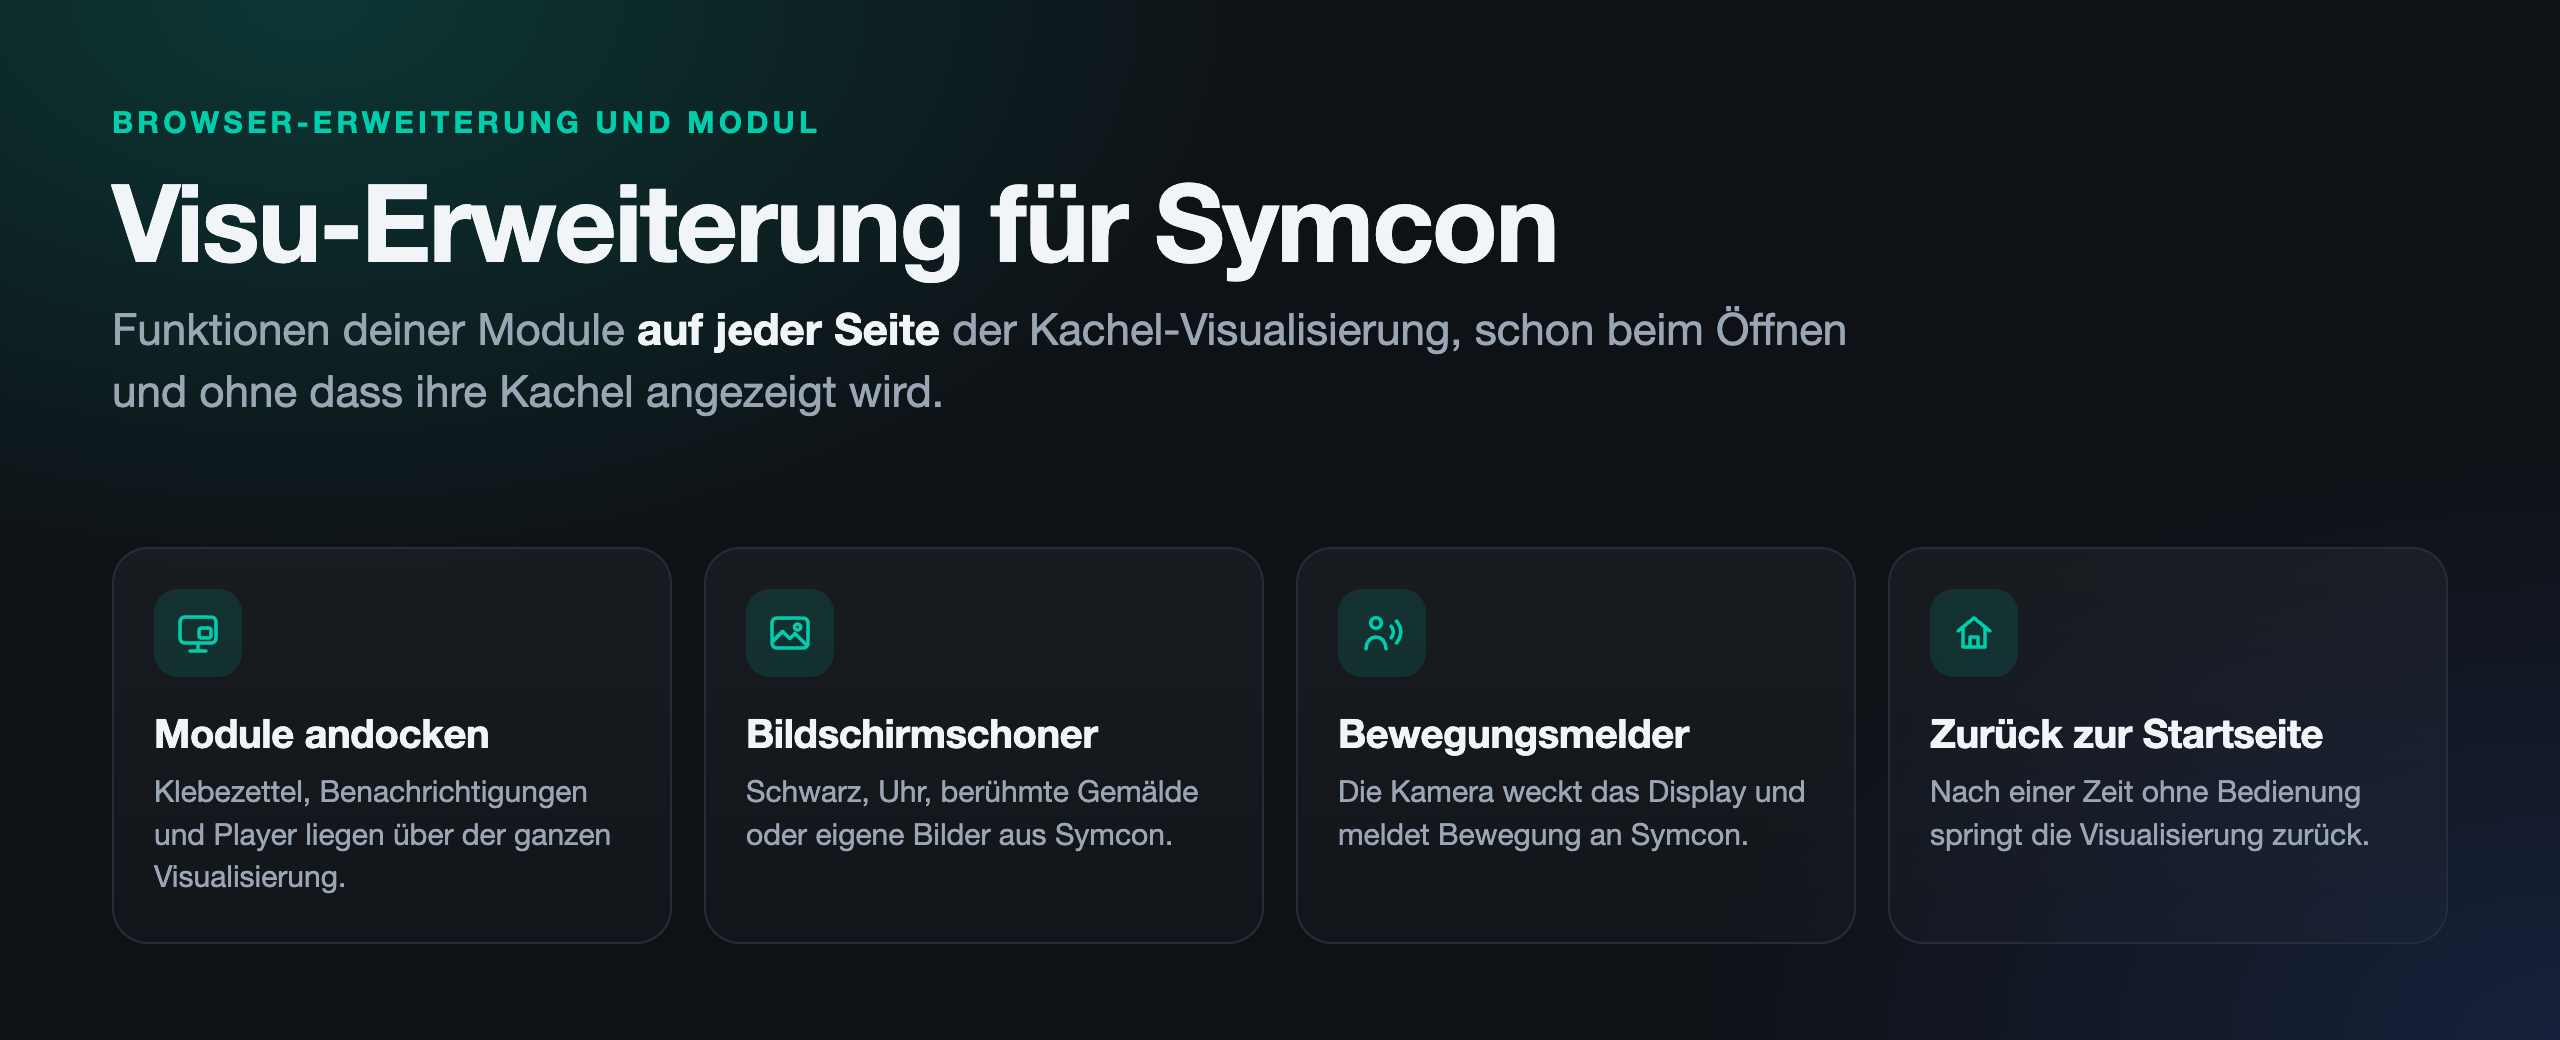 BROWSER-ERWEITERUNG UND MODUL
Visu-Erweiterung für Symcon
Funktionen deiner Module auf jeder Seite der Kachel-Visualisierung, schon beim Öffnen
und ohne dass ihre Kachel angezeigt wird.
Module andocken
Klebezettel, Benachrichtigungen
und Player liegen über der ganzen
Visualisierung.
Bildschirmschoner
Schwarz, Uhr, berühmte Gemälde
oder eigene Bilder aus Symcon.
Bewegungsmelder
Die Kamera weckt das Display und
meldet Bewegung an Symcon.
Zurück zur Startseite
Nach einer Zeit ohne Bedienung
springt die Visualisierung zurück.